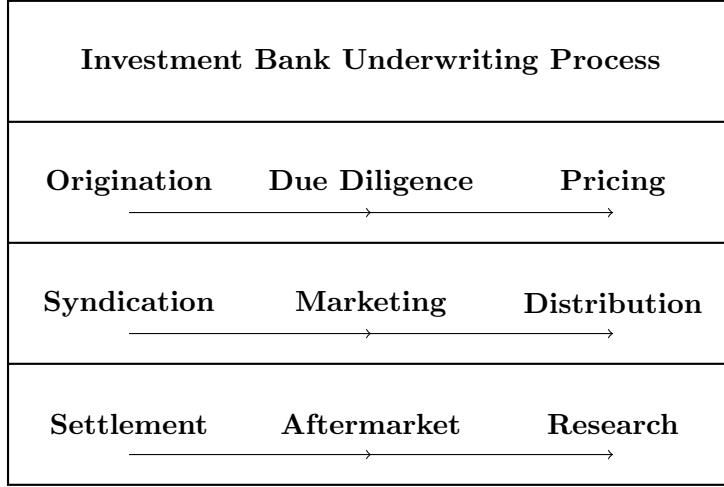 Investment Bank Underwriting Process
Origination Due Diligence Pricing
Syndication Marketing Distribution
Settlement Aftermarket Research